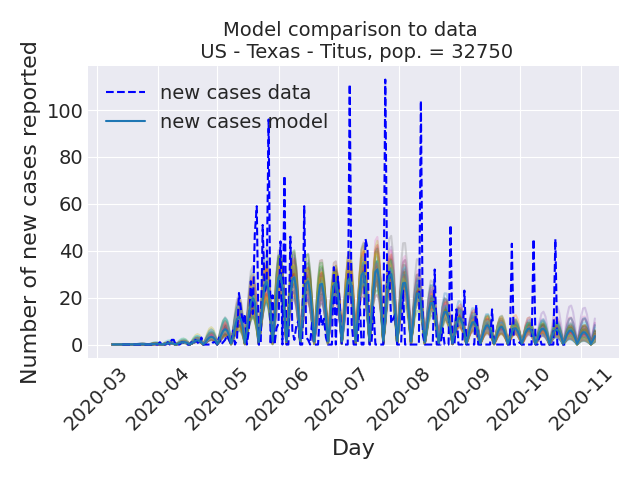 Model comparison to data
US - Texas - Titus, pop. = 32750
Number of new cases reported
100
80
60
40
20
0
new cases data
new cases model
2020-03
2020-04
2020-05
2020-06
2020-07
2020-08
2020-09
2020-10
2020-11
Day